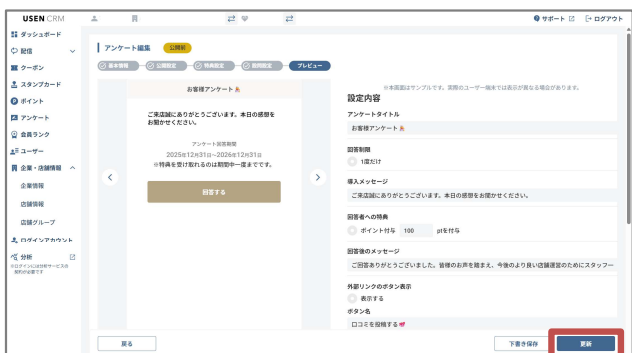 USEN CRM
サポート
ログアウト
ダッシュボード
配信
クーポン
スタンプカード
ポイント
アンケート
会員ランク
ユーザー
企業・店舗情報
企業情報
店舗情報
店舗グループ
ログインアカウント
分析
※ログインには分析サービスの
契約が必要です
アンケート編集
公開前
基本情報
公開設定
特典設定
設問設定
プレビュー
お客様アンケート
ご来店誠にありがとうございます。本日の感想を
お聞かせください。
アンケート回答期間
2025年12月31日~2026年12月31日
※特典を受け取れるのは期間中一度までです。
回答する
※本画面はサンプルです。実際のユーザー端末では表示が異なる場合があります。
設定内容
アンケートタイトル
お客様アンケート
回答制限
1度だけ
導入メッセージ
ご来店誠にありがとうございます。本日の感想をお聞かせください。
回答者への特典
ポイント付与 100 ptを付与
回答後のメッセージ
ご回答ありがとうございました。皆様のお声を踏まえ、今後のより良い店舗運営のためにスタッフ一
外部リンクのボタン表示
表示する
ボタン名
口コミを投稿する
戻る
下書き保存
更新